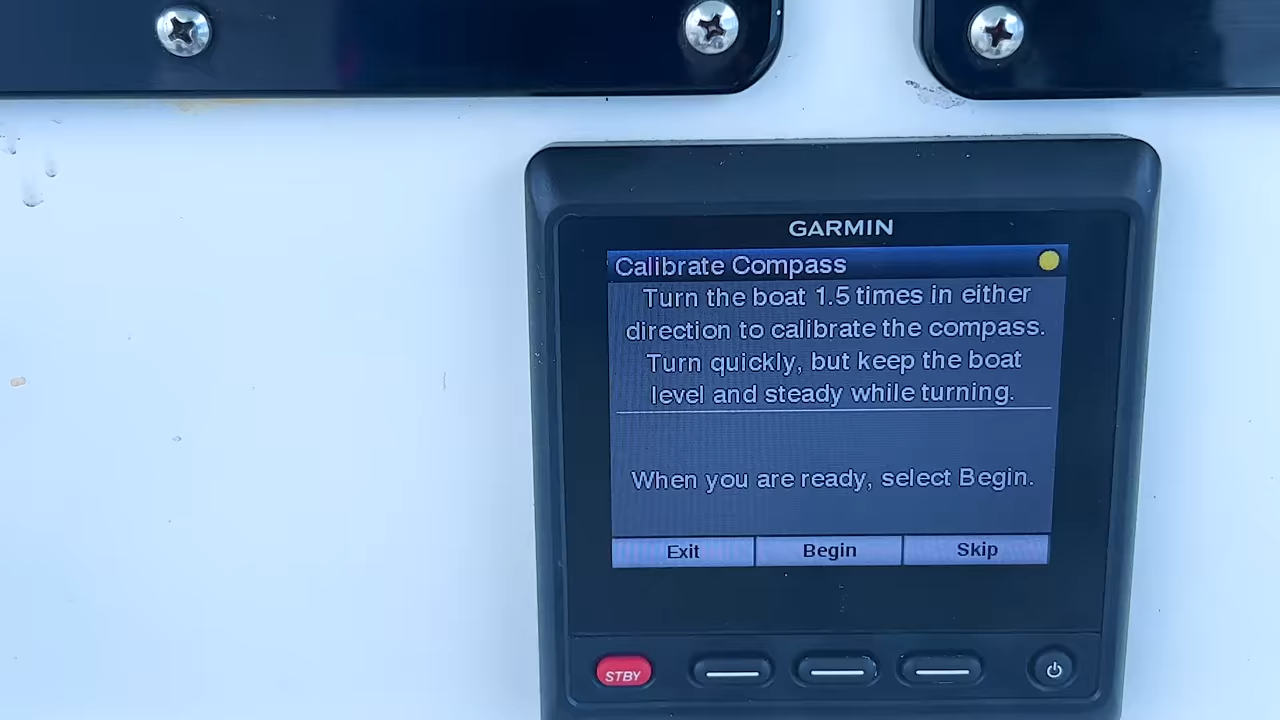 GARMIN
Calibrate Compass
Turn the boat 1.5 times in either
direction to calibrate the compass.
Turn quickly, but keep the boat
level and steady while turning.
When you are ready, select Begin.
Exit Begin Skip
STBY